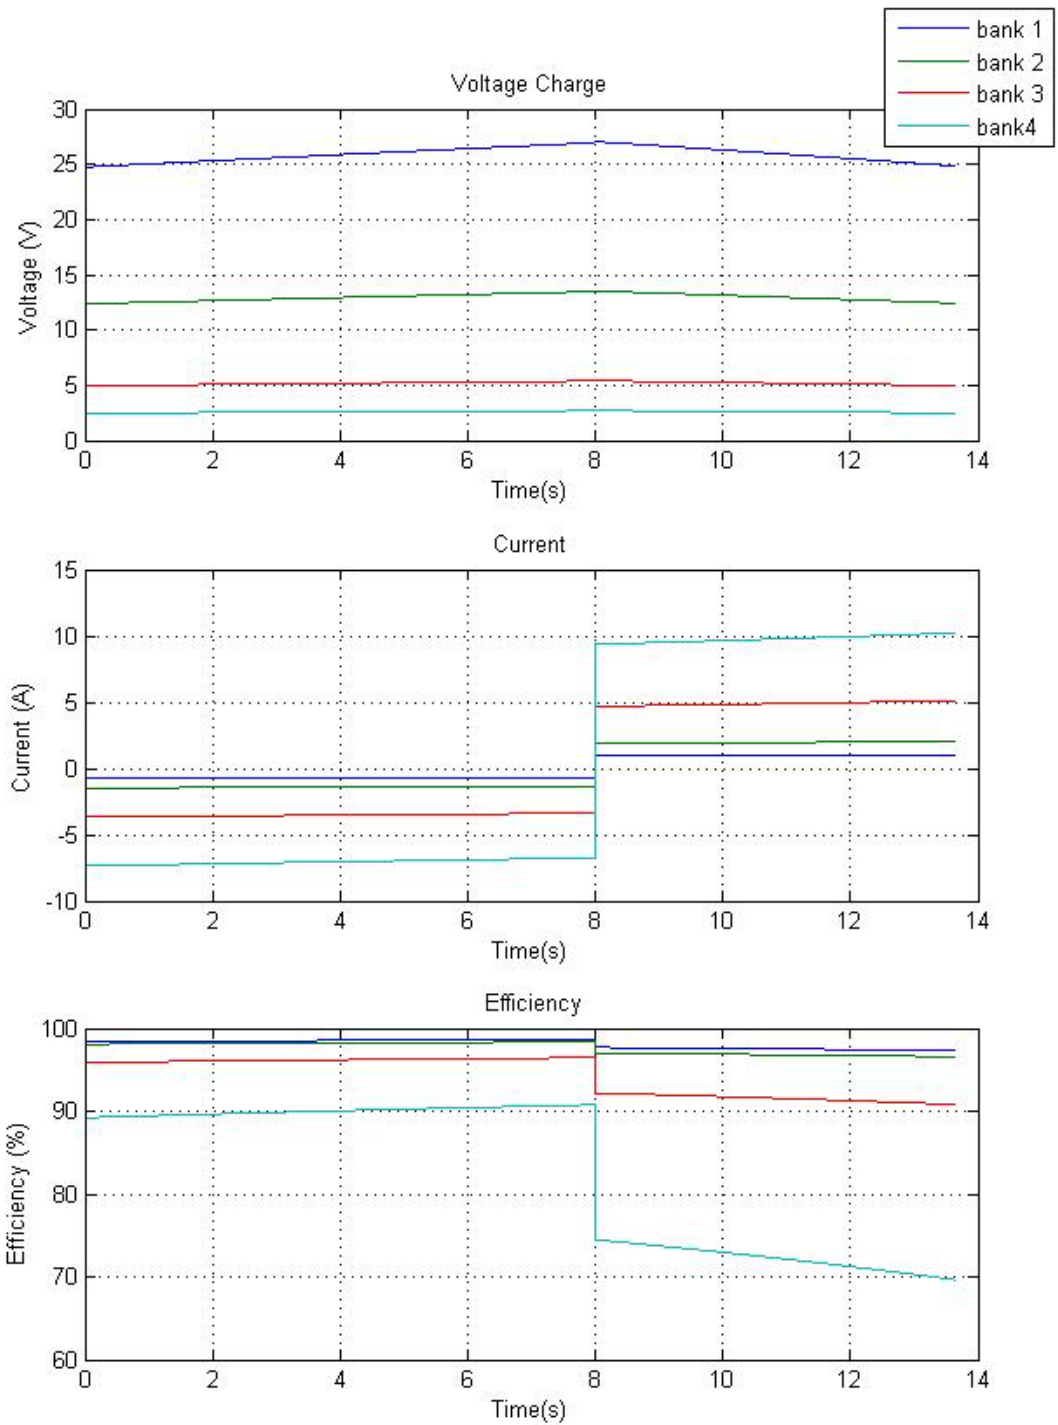 bank 1
bank 2
bank 3
bank4
Voltage Charge
30
25
20
15
10
5
0
Voltage (V)
0 2 4 6 8 10 12 14
Time(s)
Current
15
10
5
0
-5
-10
Current (A)
0 2 4 6 8 10 12 14
Time(s)
Efficiency
100
90
80
70
60
Efficiency (%)
0 2 4 6 8 10 12 14
Time(s)